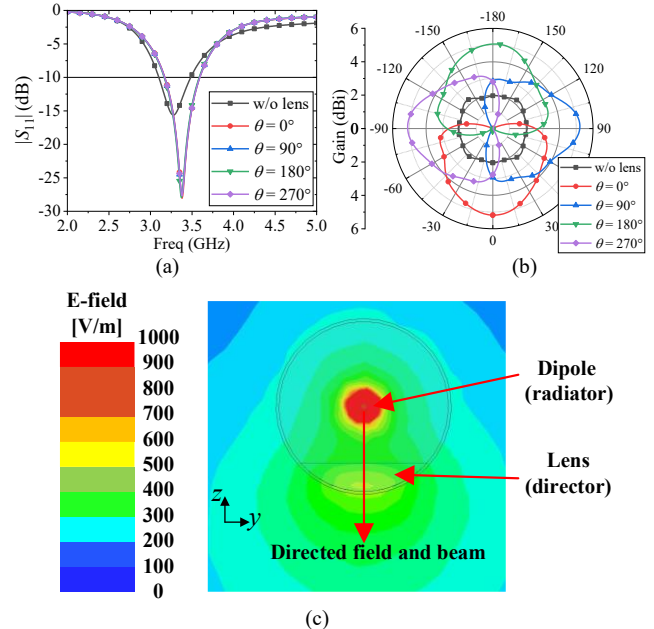 0
-5
-10
-15
-20
-25
-30
|S₁₁| (dB)
2.0 2.5 3.0 3.5 4.0 4.5 5.0
Freq (GHz)
w/o lens
θ = 0°
θ = 90°
θ = 180°
θ = 270°
(a)
6
4
2
0
2
4
6
Gain (dBi)
-180
-150 150
-120 120
-90 90
-60
-30 30
0
w/o lens
θ = 0°
θ = 90°
θ = 180°
θ = 270°
(b)
E-field
[V/m]
1000
900
800
700
600
500
400
300
200
100
0
Dipole
(radiator)
Lens
(director)
z
y
Directed field and beam
(c)